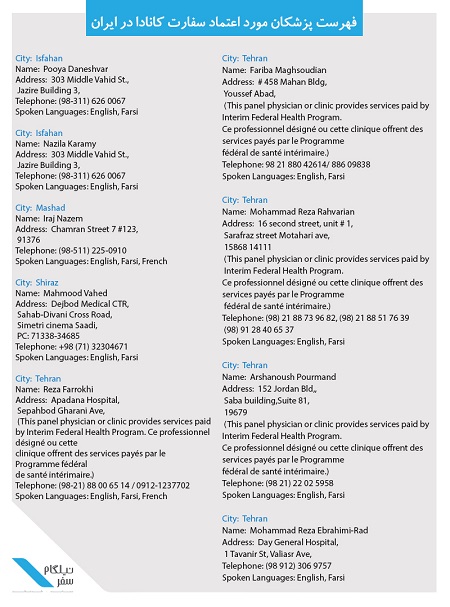 فهرست پزشکان مورد اعتماد سفارت کانادا در ایران
City: Isfahan
Name: Pooya Daneshvar
Address: 303 Middle Vahid St.,
Jazire Building 3,
Telephone: (98-311) 626 0067
Spoken Languages: English, Farsi
City: Isfahan
Name: Nazila Karamy
Address: 303 Middle Vahid St.,
Jazire Building 3,
Telephone: (98-311) 626 0067
Spoken Languages: English, Farsi
City: Mashad
Name: Iraj Nazem
Address: Chamran Street 7 #123,
91376
Telephone: (98-511) 225-0910
Spoken Languages: English, Farsi, French
City: Shiraz
Name: Mahmood Vahed
Address: Dejbod Medical CTR,
Sahab-Divani Cross Road,
Simetri cinema Saadi,
PC: 71338-34685
Telephone: +98 (71) 32304671
Spoken Languages: English, Farsi
City: Tehran
Name: Reza Farrokhi
Address: Apadana Hospital,
Sepahbod Gharani Ave,
(This panel physician or clinic provides services paid
by Interim Federal Health Program. Ce professionnel
désigné ou cette
clinique offrent des services payés par le
Programme fédéral
de santé intérimaire.)
Telephone: (98-21) 88 00 65 14 / 0912-1237702
Spoken Languages: English, Farsi, French
City: Tehran
Name: Fariba Maghsoudian
Address: # 458 Mahan Bldg,
Youssef Abad,
(This panel physician or clinic provides services paid by
Interim Federal Health Program.
Ce professionnel désigné ou cette clinique offrent des
services payés par le Programme
fédéral de santé intérimaire.)
Telephone: 98 21 880 42614/ 886 09838
Spoken Languages: English, Farsi
City: Tehran
Name: Mohammad Reza Rahvarian
Address: 16 second street, unit # 1,
Sarafraz street Motahari ave,
15868 14111
(This panel physician or clinic provides services paid by
Interim Federal Health Program.
Ce professionnel désigné ou cette clinique offrent des
services payés par le Programme
fédéral de santé intérimaire.)
Telephone: (98) 21 88 73 96 82, (98) 21 88 51 76 39
(98) 91 28 40 65 37
Spoken Languages: English, Farsi
City: Tehran
Name: Arshanoush Pourmand
Address: 152 Jordan Bld,,
Saba building,Suite 81,
19679
(This panel physician or clinic provides services paid by
Interim Federal Health Program.
Ce professionnel désigné ou cette clinique offrent des
services payés par le Programme
fédéral de santé intérimaire.)
Telephone: (98 21) 22 02 5958
Spoken Languages: English, Farsi
City: Tehran
Name: Mohammad Reza Ebrahimi-Rad
Address: Day General Hospital,
1 Tavanir St, Valiasr Ave,
Telephone: (98 912) 306 9757
Spoken Languages: English, Farsi
سفر